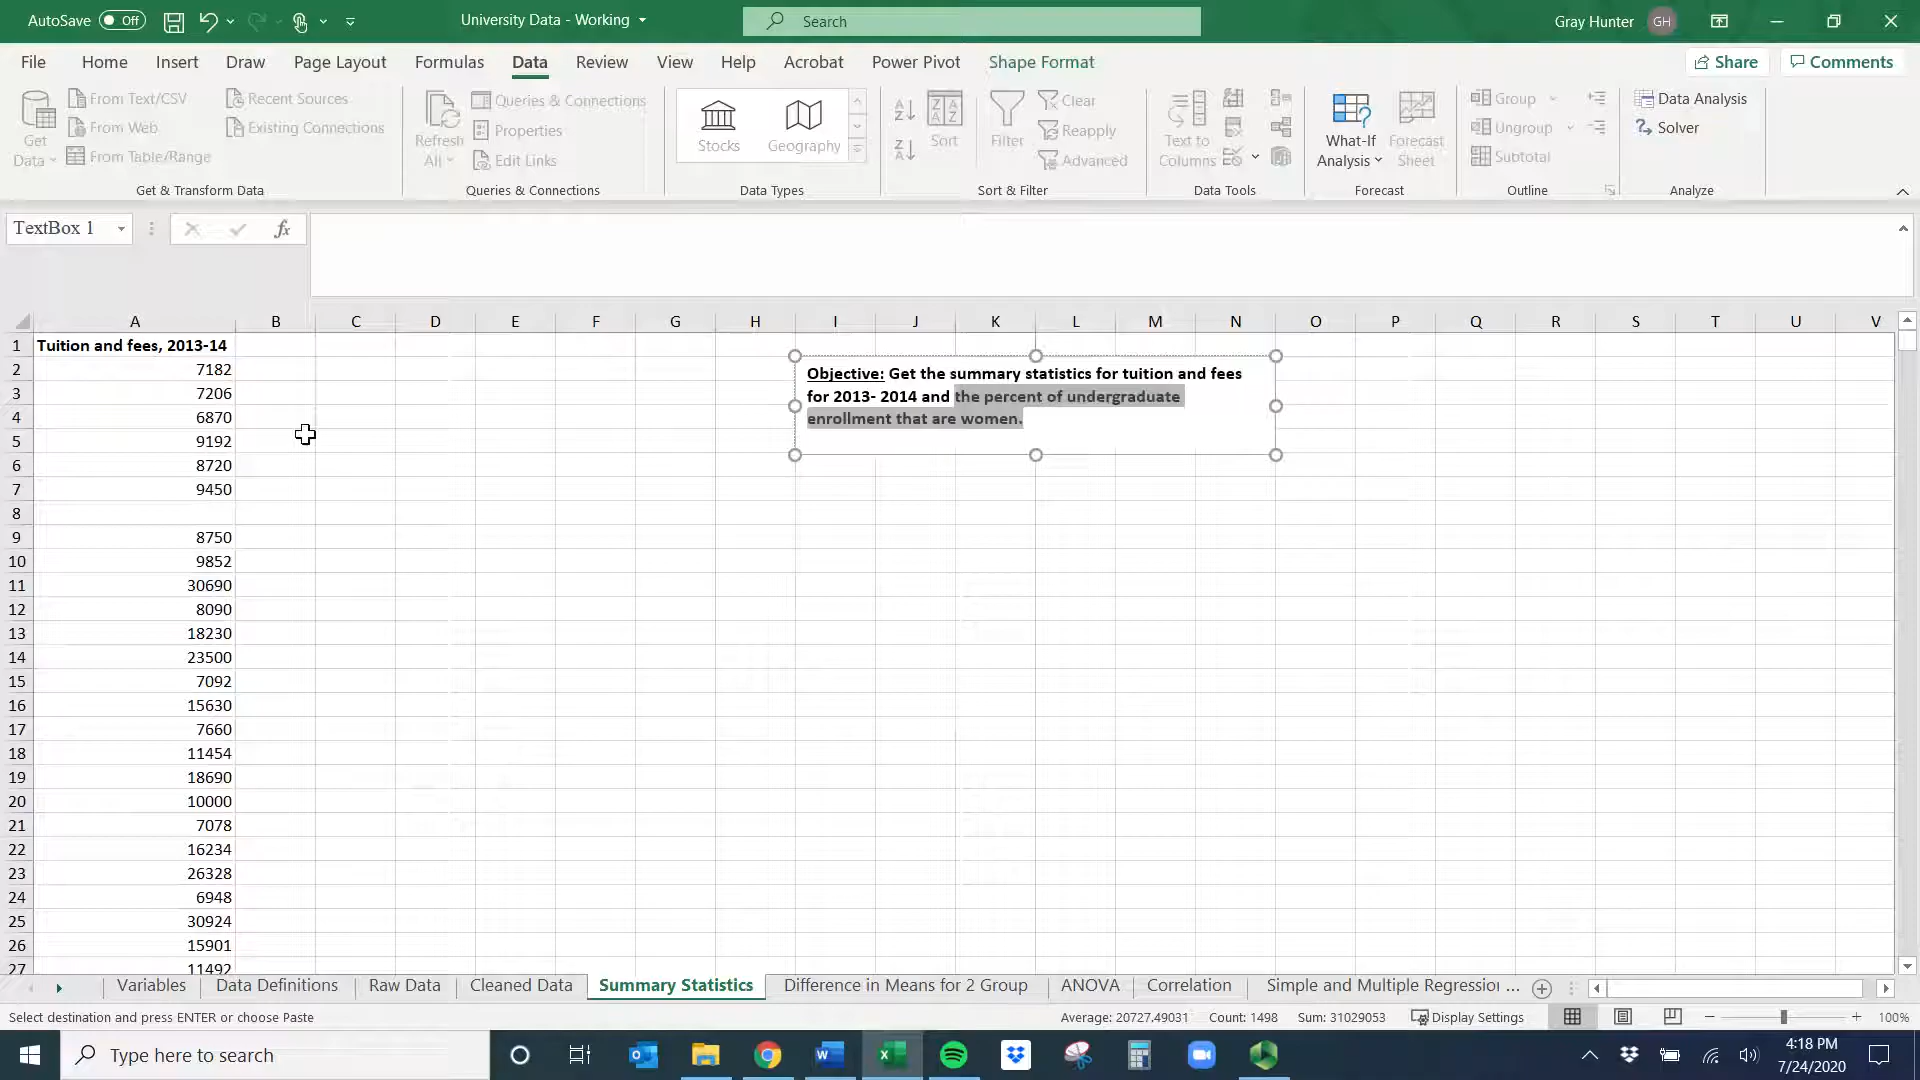 AutoSave Off University Data - Working Search Gray Hunter GH
File Home Insert Draw Page Layout Formulas Data Review View Help Acrobat Power Pivot Shape Format Share Comments
Get Data
From Text/CSV
From Web
From Table/Range
Recent Sources
Existing Connections
Get & Transform Data
Refresh All
Queries & Connections
Properties
Edit Links
Queries & Connections
Stocks
Geography
Data Types
Sort
Filter
Clear
Reapply
Advanced
Sort & Filter
Text to Columns
Data Tools
What-If Analysis
Forecast Sheet
Forecast
Group
Ungroup
Subtotal
Outline
Data Analysis
Solver
Analyze
TextBox 1 fx
A B C D E F G H I J K L M N O P Q R S T U V
1 Tuition and fees, 2013-14
2 7182
3 7206
4 6870
5 9192
6 8720
7 9450
8
9 8750
10 9852
11 30690
12 8090
13 18230
14 23500
15 7092
16 15630
17 7660
18 11454
19 18690
20 10000
21 7078
22 16234
23 26328
24 6948
25 30924
26 15901
27 11492
Objective: Get the summary statistics for tuition and fees
for 2013- 2014 and the percent of undergraduate
enrollment that are women.
Variables Data Definitions Raw Data Cleaned Data Summary Statistics Difference in Means for 2 Group ANOVA Correlation Simple and Multiple Regression ...
Select destination and press ENTER or choose Paste Average: 20727.49031 Count: 1498 Sum: 31029053 Display Settings 100%
Type here to search
4:18 PM
7/24/2020